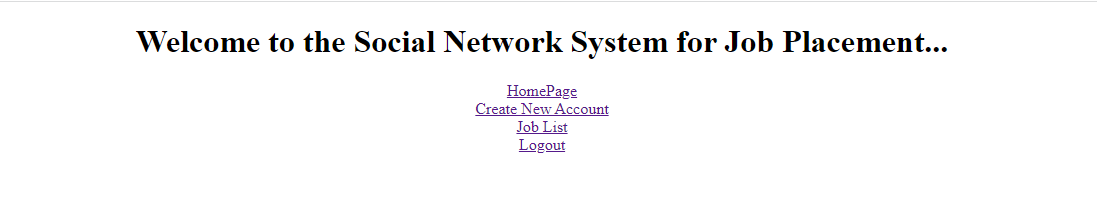 Welcome to the Social Network System for Job Placement...
HomePage
Create New Account
Job List
Logout